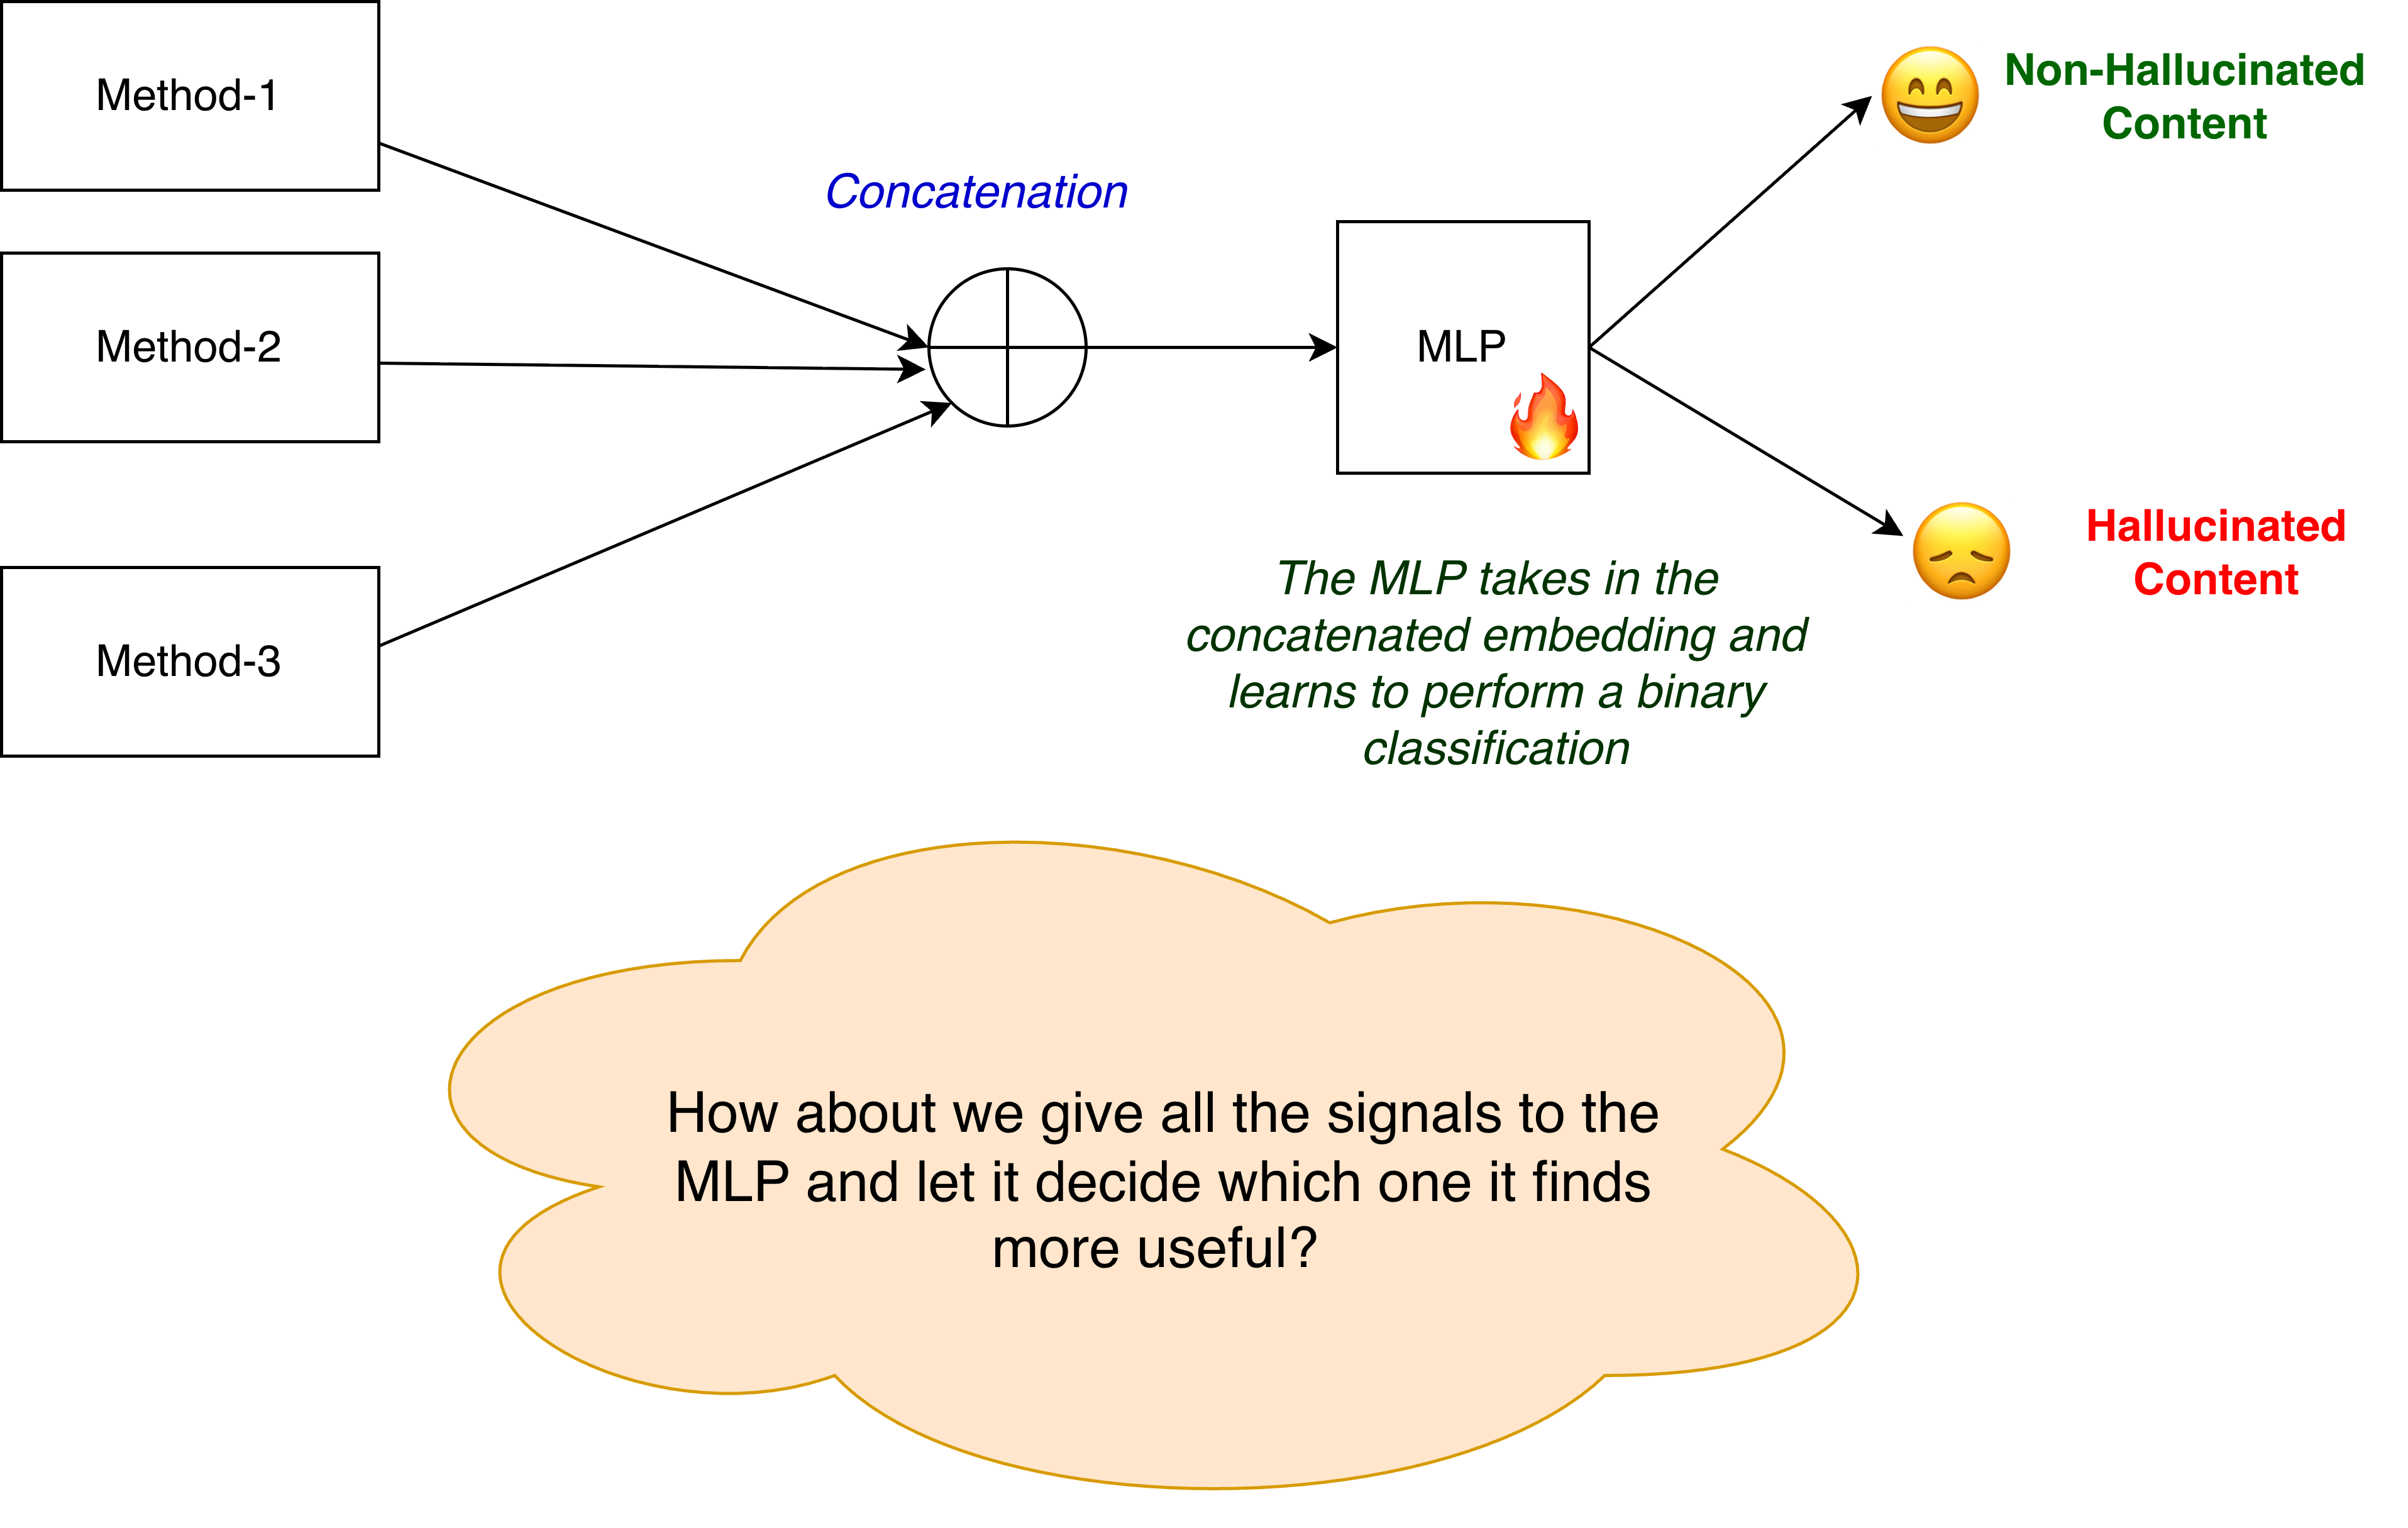 Method-1
Method-2
Method-3
Concatenation
MLP
Non-Hallucinated
Content
Hallucinated
Content
The MLP takes in the
concatenated embedding and
learns to perform a binary
classification
How about we give all the signals to the
MLP and let it decide which one it finds
more useful?